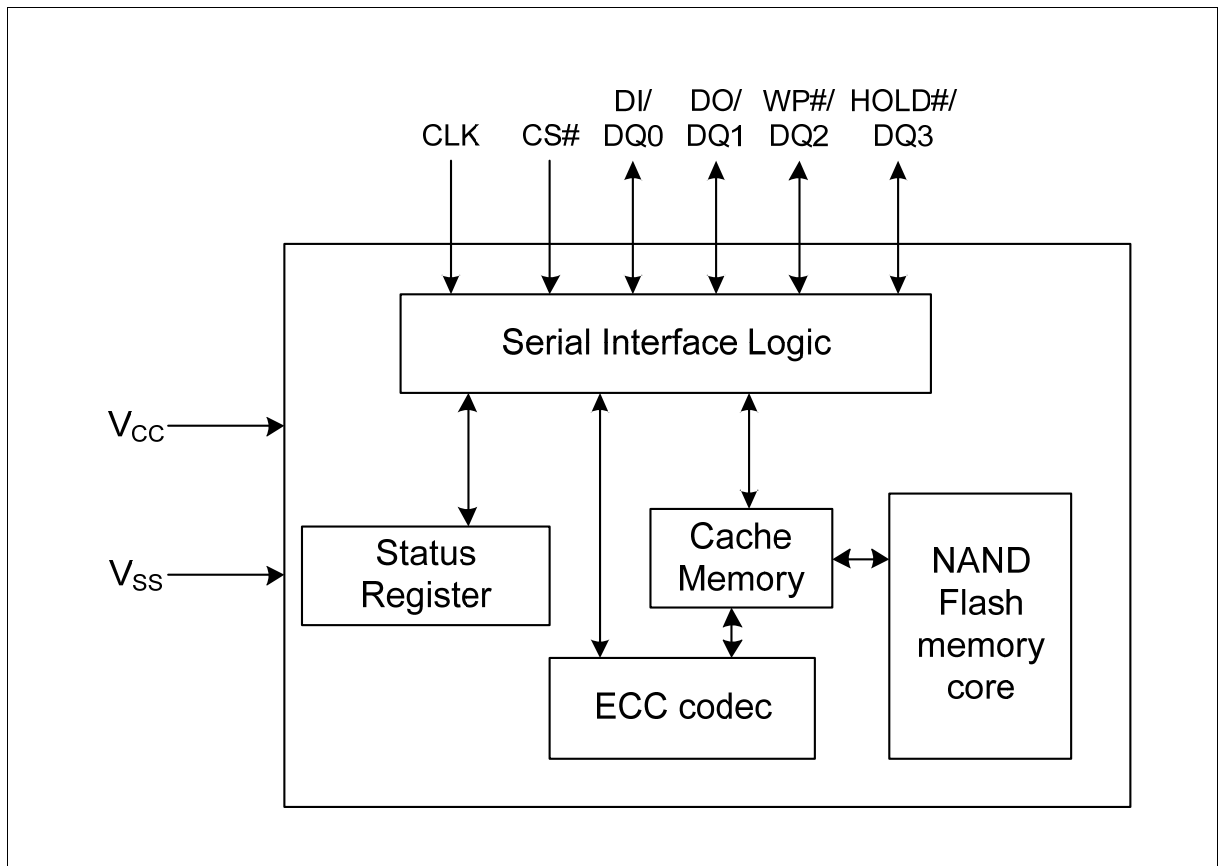 DI/ DO/ WP#/ HOLD#/
CLK CS# DQ0 DQ1 DQ2 DQ3
Serial Interface Logic
VCC
VSS
Status
Register
Cache
Memory
NAND
Flash
memory
core
ECC codec